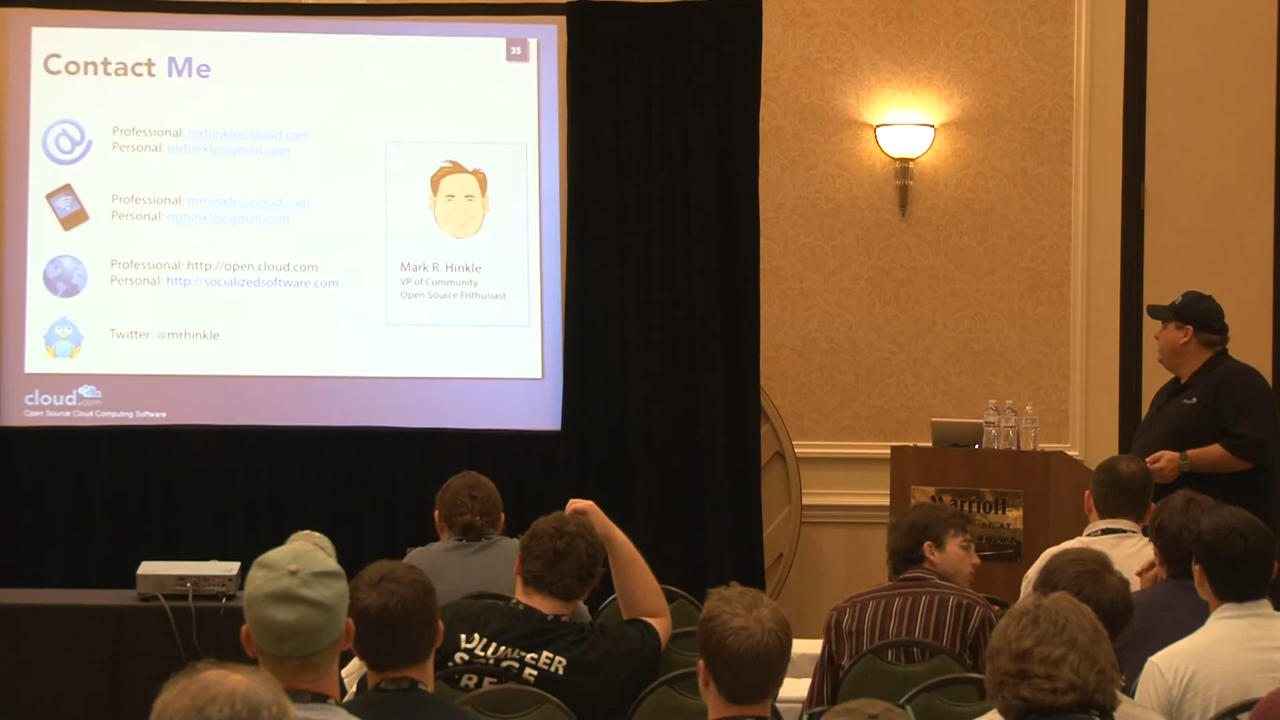 35
Contact Me
Professional: mrhinkle@cloud.com
Personal: mrhinkle@gmail.com
Professional: mrhinkle@cloud.com
Personal: mrhinkle@gmail.com
Professional: http://open.cloud.com
Personal: http://socializedsoftware.com
Twitter: @mrhinkle
Mark R. Hinkle
VP of Community
Open Source Enthusiast
cloud.com
Open Source Cloud Computing Software
Marriott
AT
VOLUNTEER